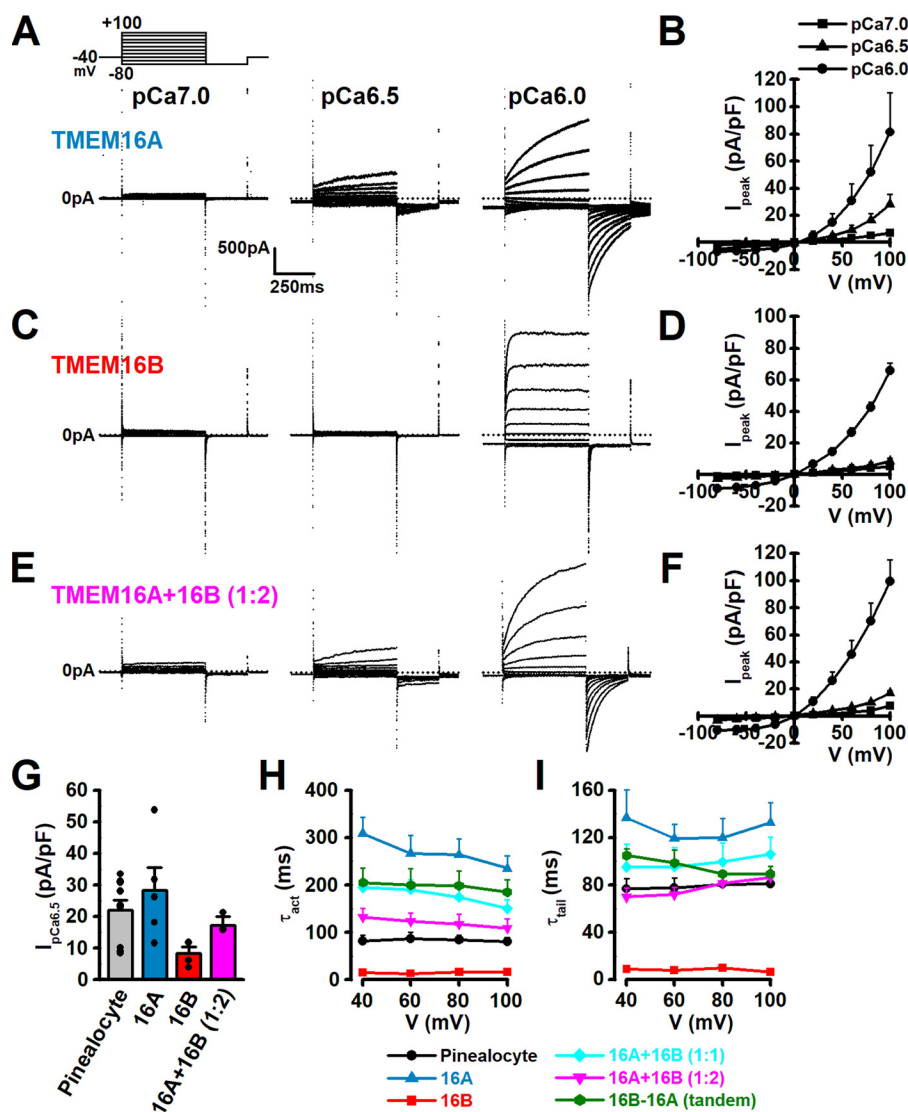 A
+100
-40
mV
-80
pCa7.0
pCa6.5
pCa6.0
TMEM16A
0pA
500pA
250ms
B
pCa7.0
pCa6.5
pCa6.0
120
100
80
60
40
20
-20
-100
-50
0
50
100
I_peak (pA/pF)
V (mV)
C
TMEM16B
0pA
D
100
80
60
40
20
-20
-100
-50
0
50
100
I_peak (pA/pF)
V (mV)
E
TMEM16A+16B (1:2)
0pA
F
120
100
80
60
40
20
-20
-100
-50
0
50
100
I_peak (pA/pF)
V (mV)
G
60
50
40
30
20
10
0
I_pCa6.5 (pA/pF)
Pinealocyte
16A
16B
16A+16B (1:2)
H
400
300
200
100
0
τ_act (ms)
40
60
80
100
V (mV)
I
160
120
80
40
0
τ_tail (ms)
40
60
80
100
V (mV)
Pinealocyte
16A
16B
16A+16B (1:1)
16A+16B (1:2)
16B-16A (tandem)